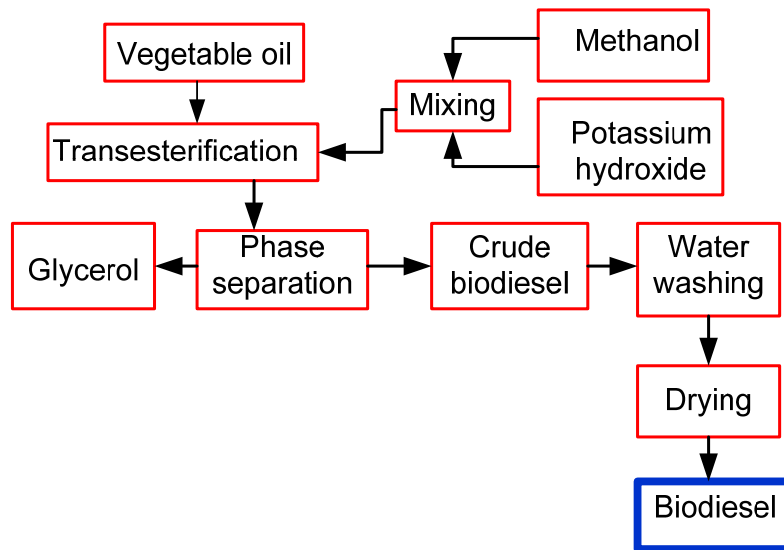 Vegetable oil
Methanol
Mixing
Potassium
hydroxide
Transesterification
Glycerol
Phase
separation
Crude
biodiesel
Water
washing
Drying
Biodiesel